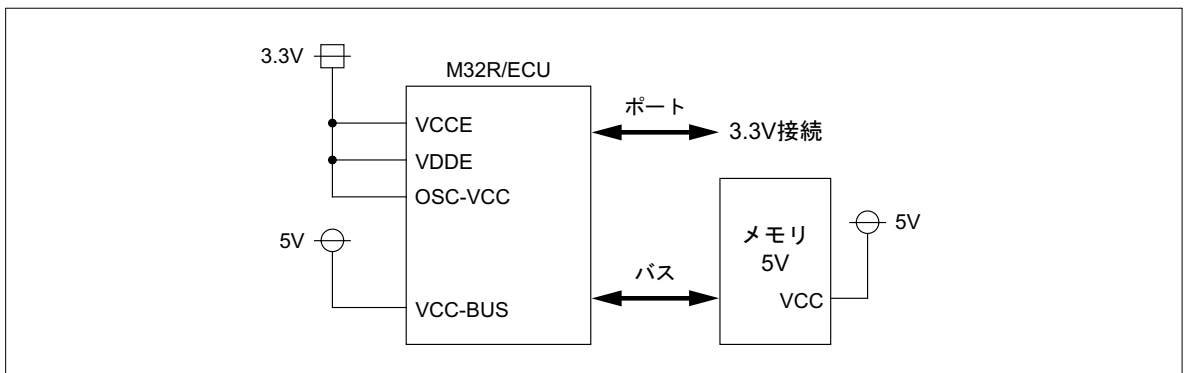 3.3V
M32R/ECU
VCCE
VDDE
OSC-VCC
5V
VCC-BUS
ポート
3.3V接続
バス
メモリ
5V
VCC
5V